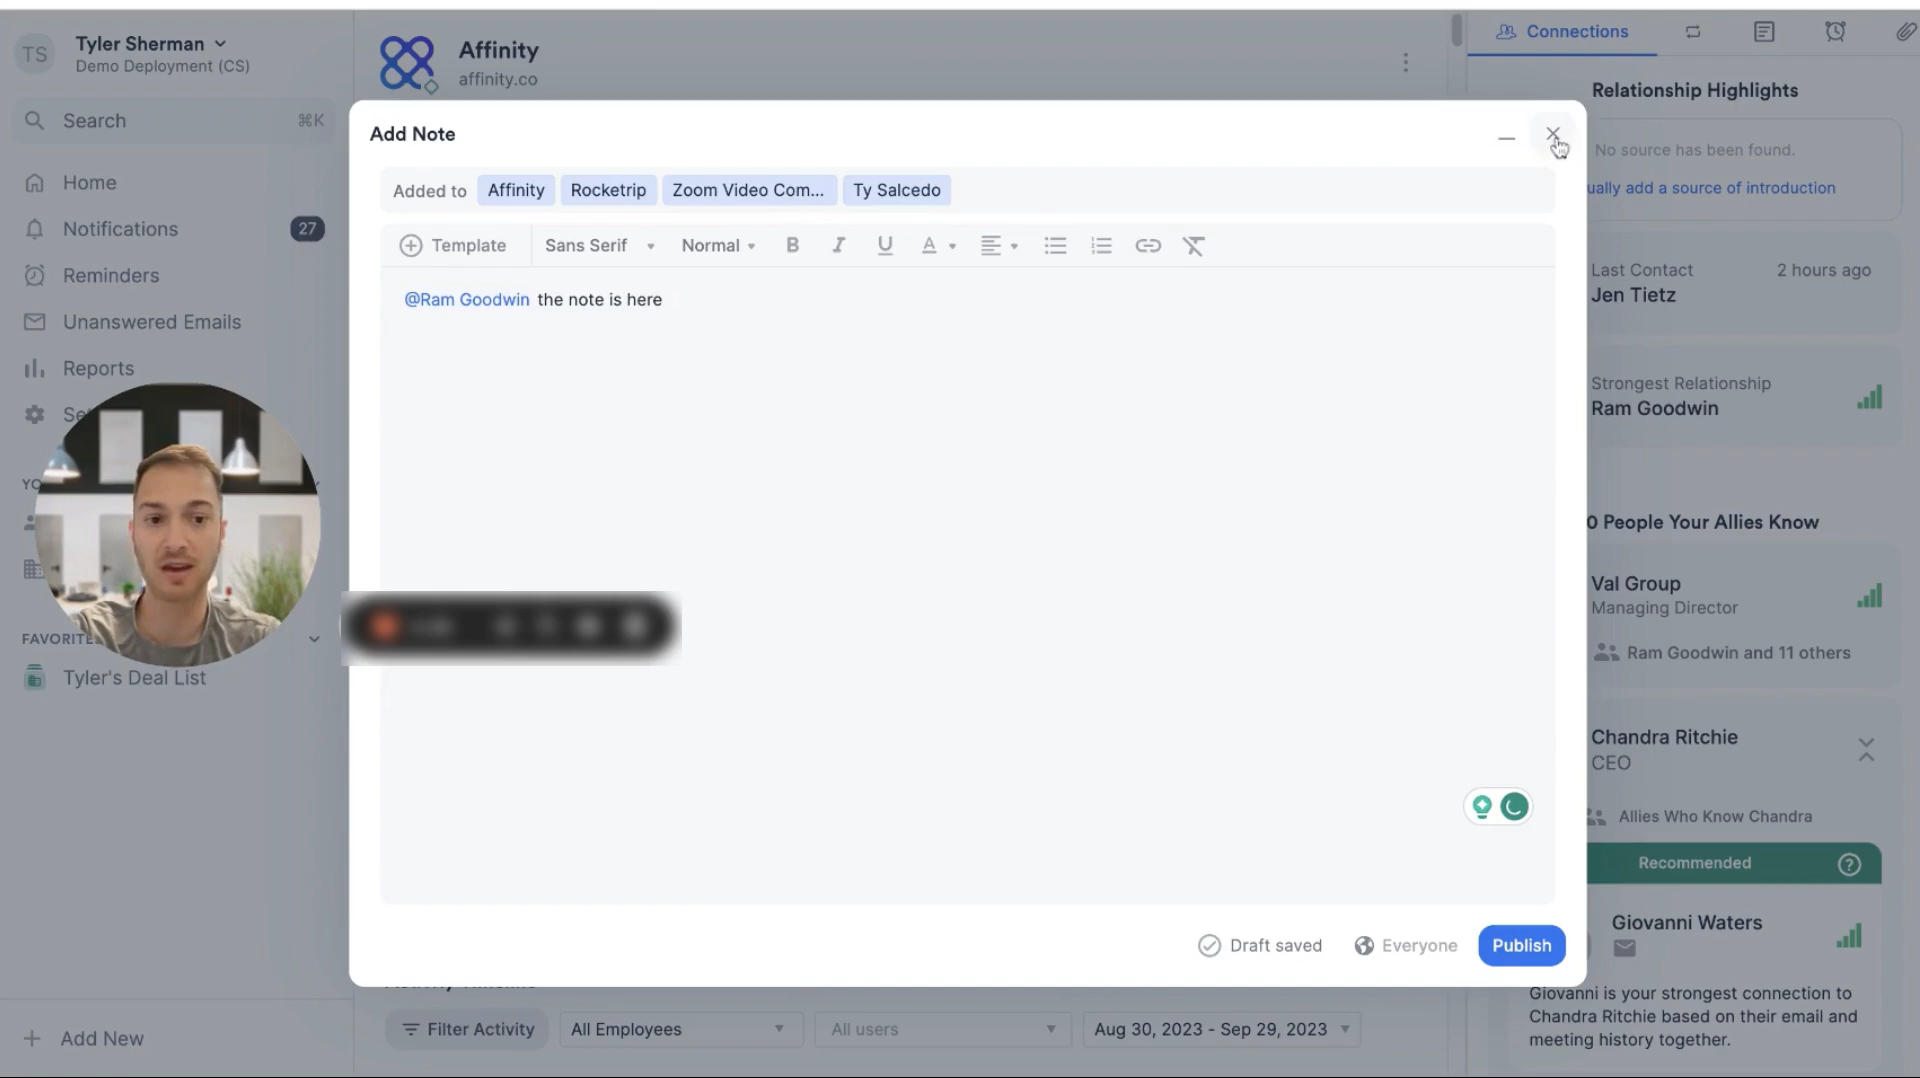 TS
Tyler Sherman
Demo Deployment (CS)
Search
⌘K
Home
Notifications
27
Reminders
Unanswered Emails
Reports
Tyler's Deal List
Add New
Affinity
affinity.co
Add Note
Added to Affinity Rocketrip Zoom Video Com... Ty Salcedo
Template Sans Serif Normal B I U A
@Ram Goodwin the note is here
Draft saved Everyone Publish
Filter Activity All Employees All users Aug 30, 2023 - Sep 29, 2023
Connections
Relationship Highlights
No source has been found.
ually add a source of introduction
Last Contact 2 hours ago
Jen Tietz
Strongest Relationship
Ram Goodwin
0 People Your Allies Know
Val Group
Managing Director
Ram Goodwin and 11 others
Chandra Ritchie
CEO
Allies Who Know Chandra
Recommended ?
Giovanni Waters
Giovanni is your strongest connection to
Chandra Ritchie based on their email and
meeting history together.